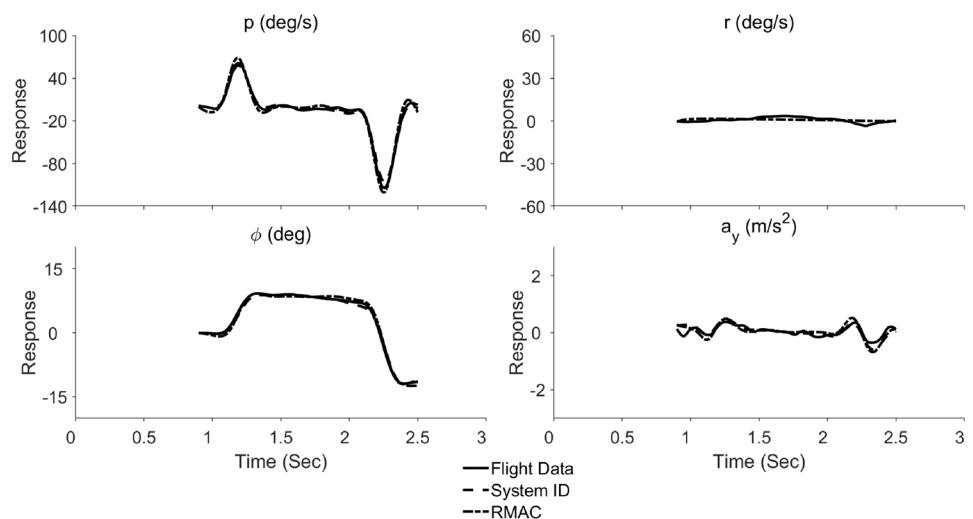 p (deg/s)
100
40
-20
-80
-140
Response
r (deg/s)
60
30
0
-30
-60
Response
ϕ (deg)
15
0
-15
Response
0 0.5 1 1.5 2 2.5 3
Time (Sec)
a_y (m/s²)
2
0
-2
Response
0 0.5 1 1.5 2 2.5 3
Time (Sec)
Flight Data
System ID
RMAC